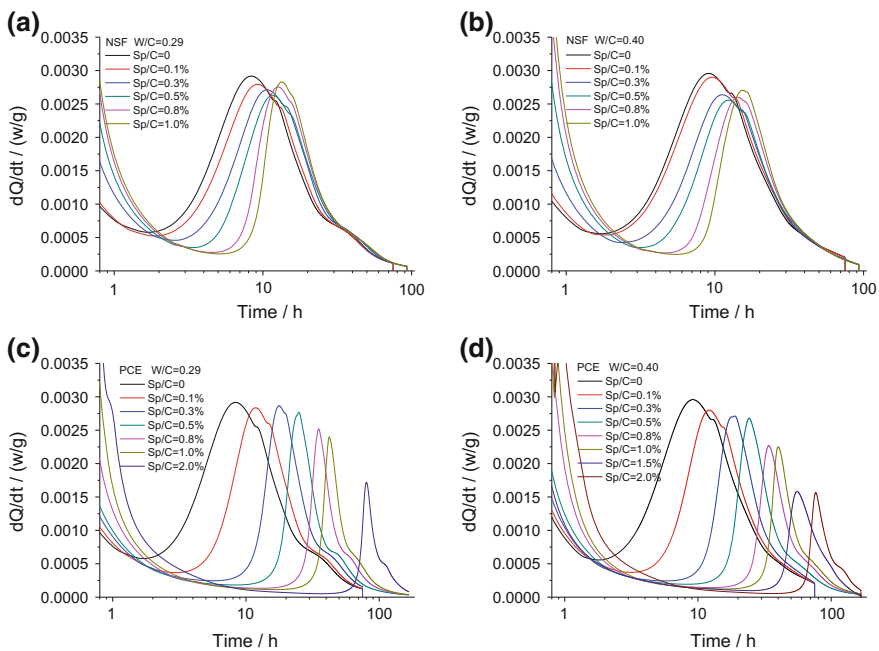 (a)
NSF W/C=0.29
Sp/C=0
Sp/C=0.1%
Sp/C=0.3%
Sp/C=0.5%
Sp/C=0.8%
Sp/C=1.0%
0.0035
0.0030
0.0025
0.0020
0.0015
0.0010
0.0005
0.0000
dQ/dt / (w/g)
1
10
100
Time / h
(b)
NSF W/C=0.40
Sp/C=0
Sp/C=0.1%
Sp/C=0.3%
Sp/C=0.5%
Sp/C=0.8%
Sp/C=1.0%
0.0035
0.0030
0.0025
0.0020
0.0015
0.0010
0.0005
0.0000
dQ/dt / (w/g)
1
10
100
Time / h
(c)
PCE W/C=0.29
Sp/C=0
Sp/C=0.1%
Sp/C=0.3%
Sp/C=0.5%
Sp/C=0.8%
Sp/C=1.0%
Sp/C=2.0%
0.0035
0.0030
0.0025
0.0020
0.0015
0.0010
0.0005
0.0000
dQ/dt / (w/g)
1
10
100
Time / h
(d)
PCE W/C=0.40
Sp/C=0
Sp/C=0.1%
Sp/C=0.3%
Sp/C=0.5%
Sp/C=0.8%
Sp/C=1.0%
Sp/C=1.5%
Sp/C=2.0%
0.0035
0.0030
0.0025
0.0020
0.0015
0.0010
0.0005
0.0000
dQ/dt / (w/g)
1
10
100
Time / h